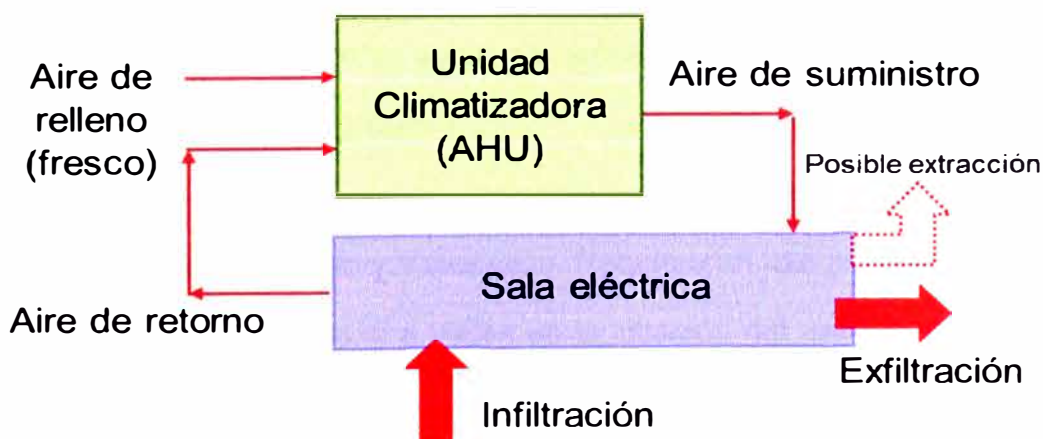 Aire de
relleno
(fresco)
Unidad
Climatizadora
(AHU)
Aire de suministro
Posible extracción
Sala eléctrica
Aire de retorno
Exfiltración
Infiltración